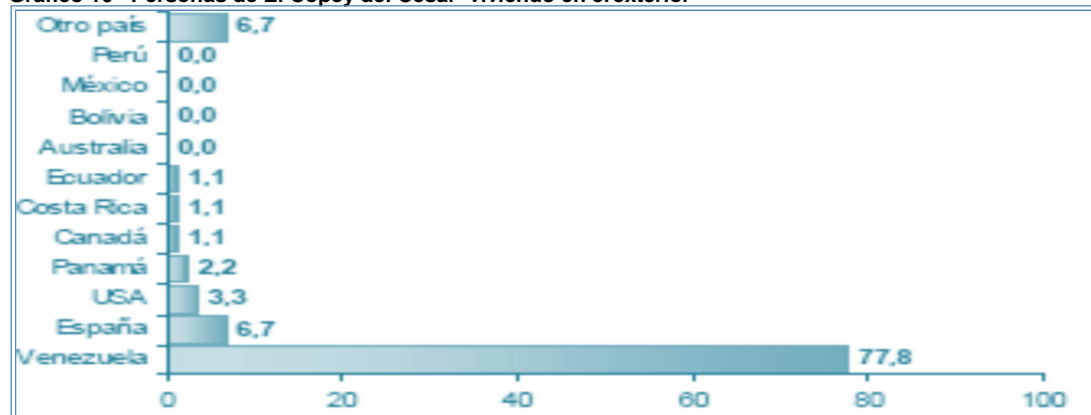 Otro país 6,7
Perú 0,0
México 0,0
Bolivia 0,0
Australia 0,0
Ecuador 1,1
Costa Rica 1,1
Canadá 1,1
Panamá 2,2
USA 3,3
España 6,7
Venezuela 77,8
0 20 40 60 80 100